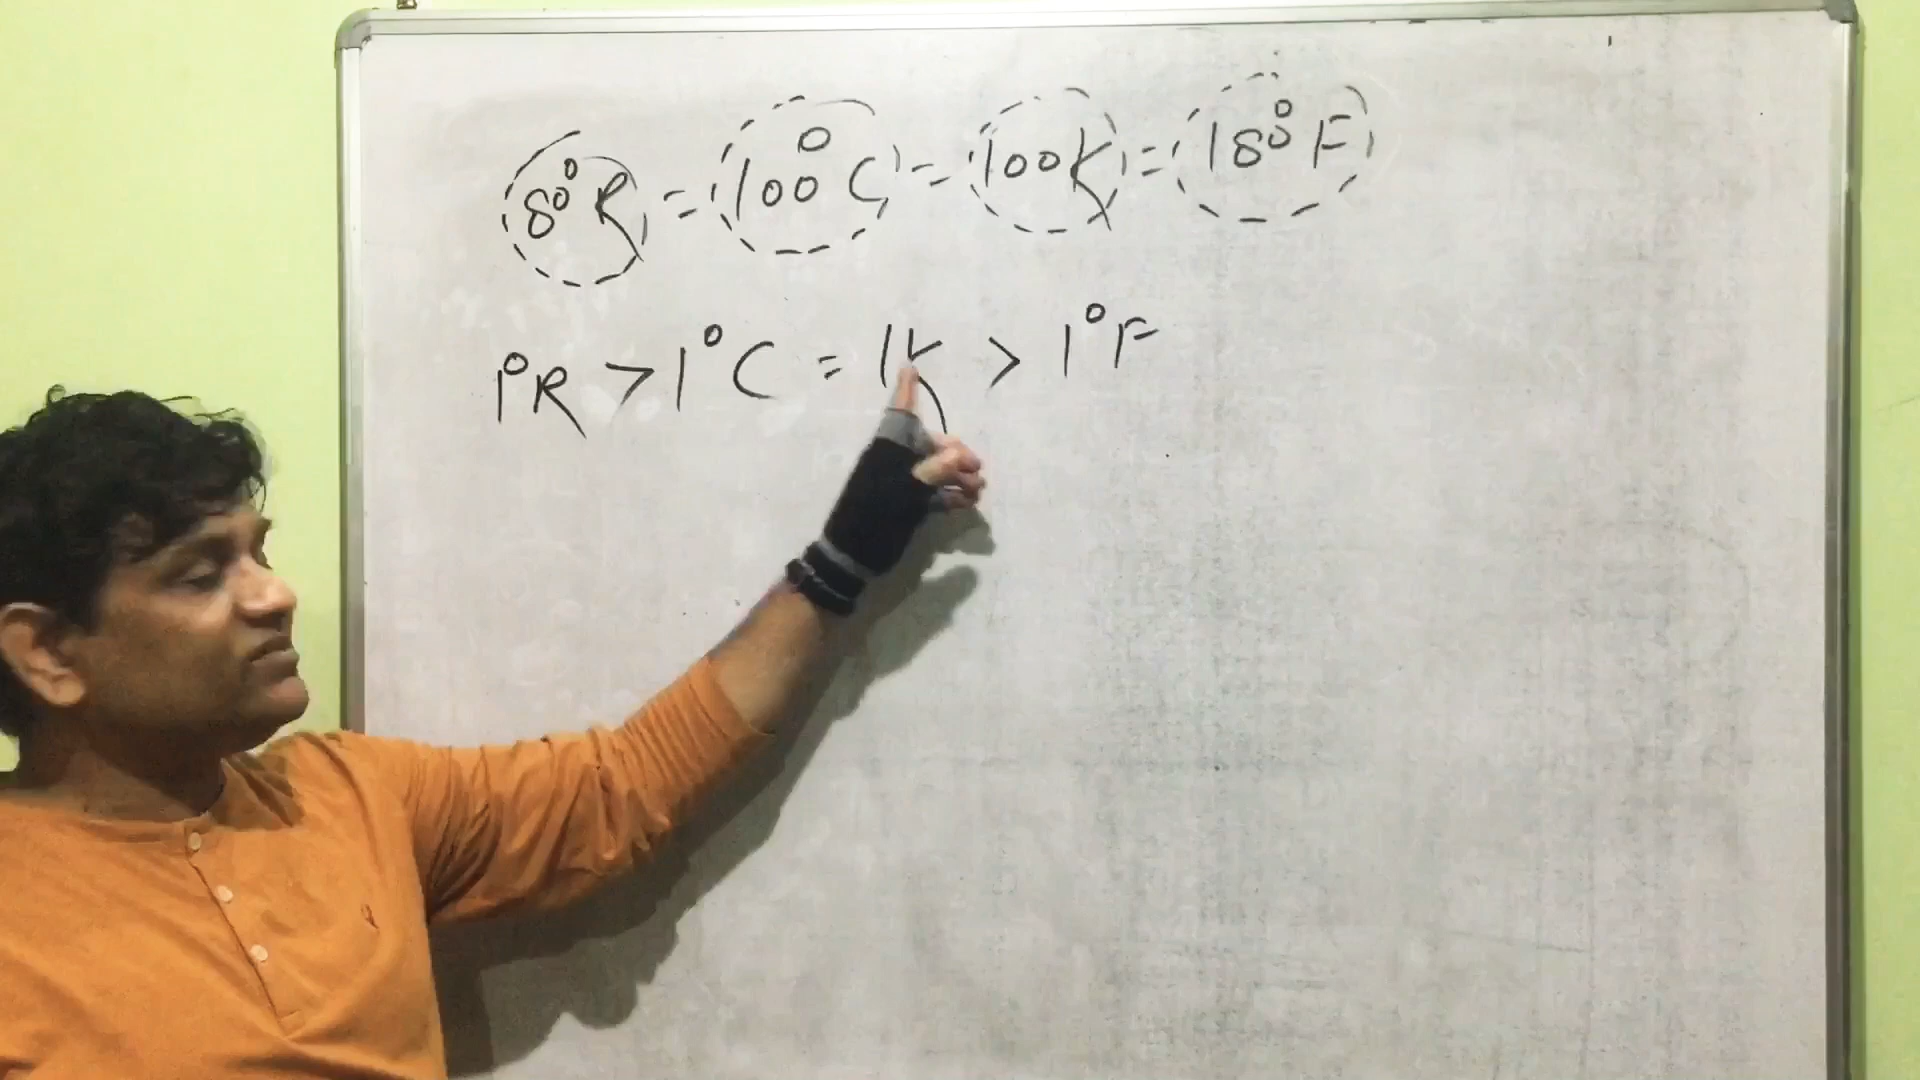 80°R = 100°C = 100K = 180°F
1°R > 1°C = 1K > 1°F